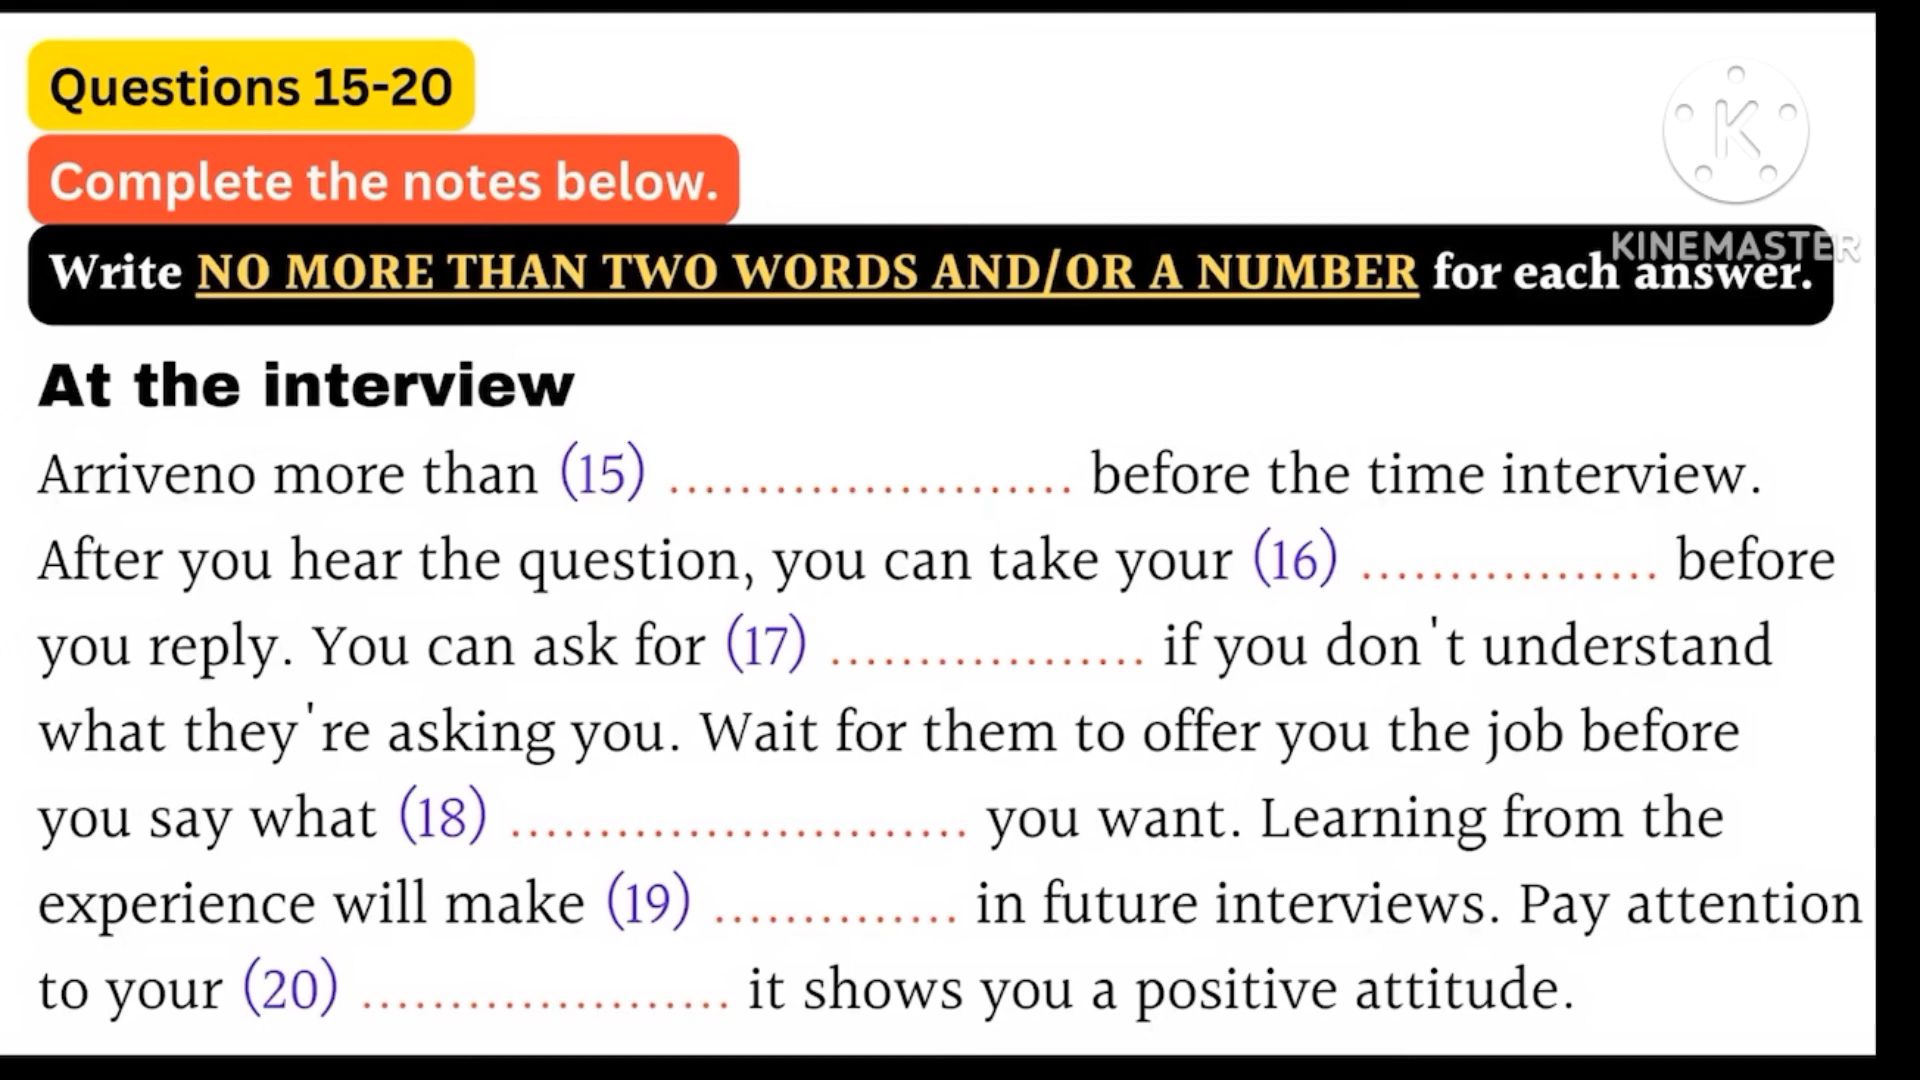 Questions 15-20
Complete the notes below.
KINEMASTER
Write NO MORE THAN TWO WORDS AND/OR A NUMBER for each answer.
At the interview
Arriveno more than (15) ............................ before the time interview.
After you hear the question, you can take your (16) ..................... before
you reply. You can ask for (17) ...................... if you don't understand
what they're asking you. Wait for them to offer you the job before
you say what (18) ................................ you want. Learning from the
experience will make (19) ................. in future interviews. Pay attention
to your (20) .......................... it shows you a positive attitude.